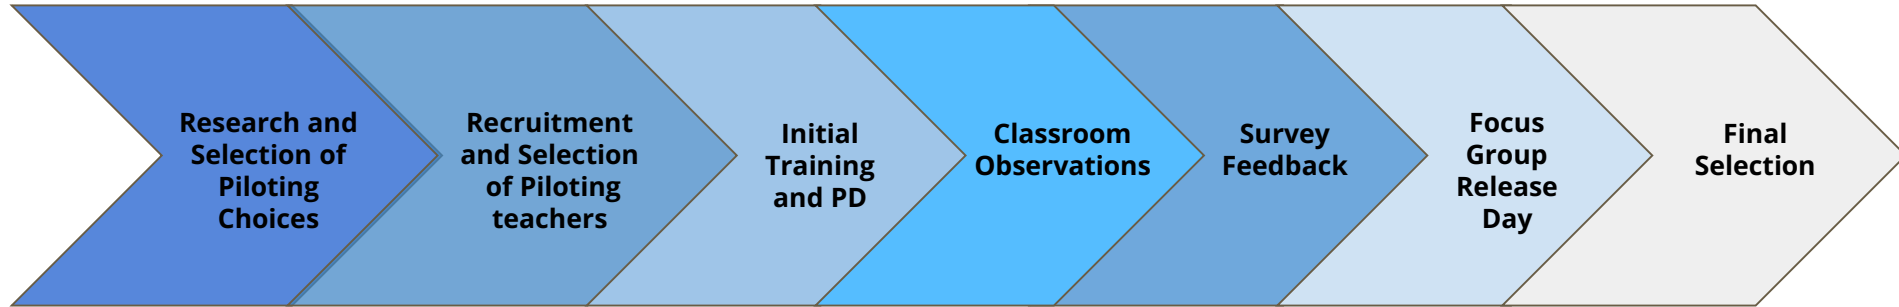 Research and
Selection of
Piloting
Choices
Recruitment
and Selection
of Piloting
teachers
Initial
Training
and PD
Classroom
Observations
Survey
Feedback
Focus
Group
Release
Day
Final
Selection